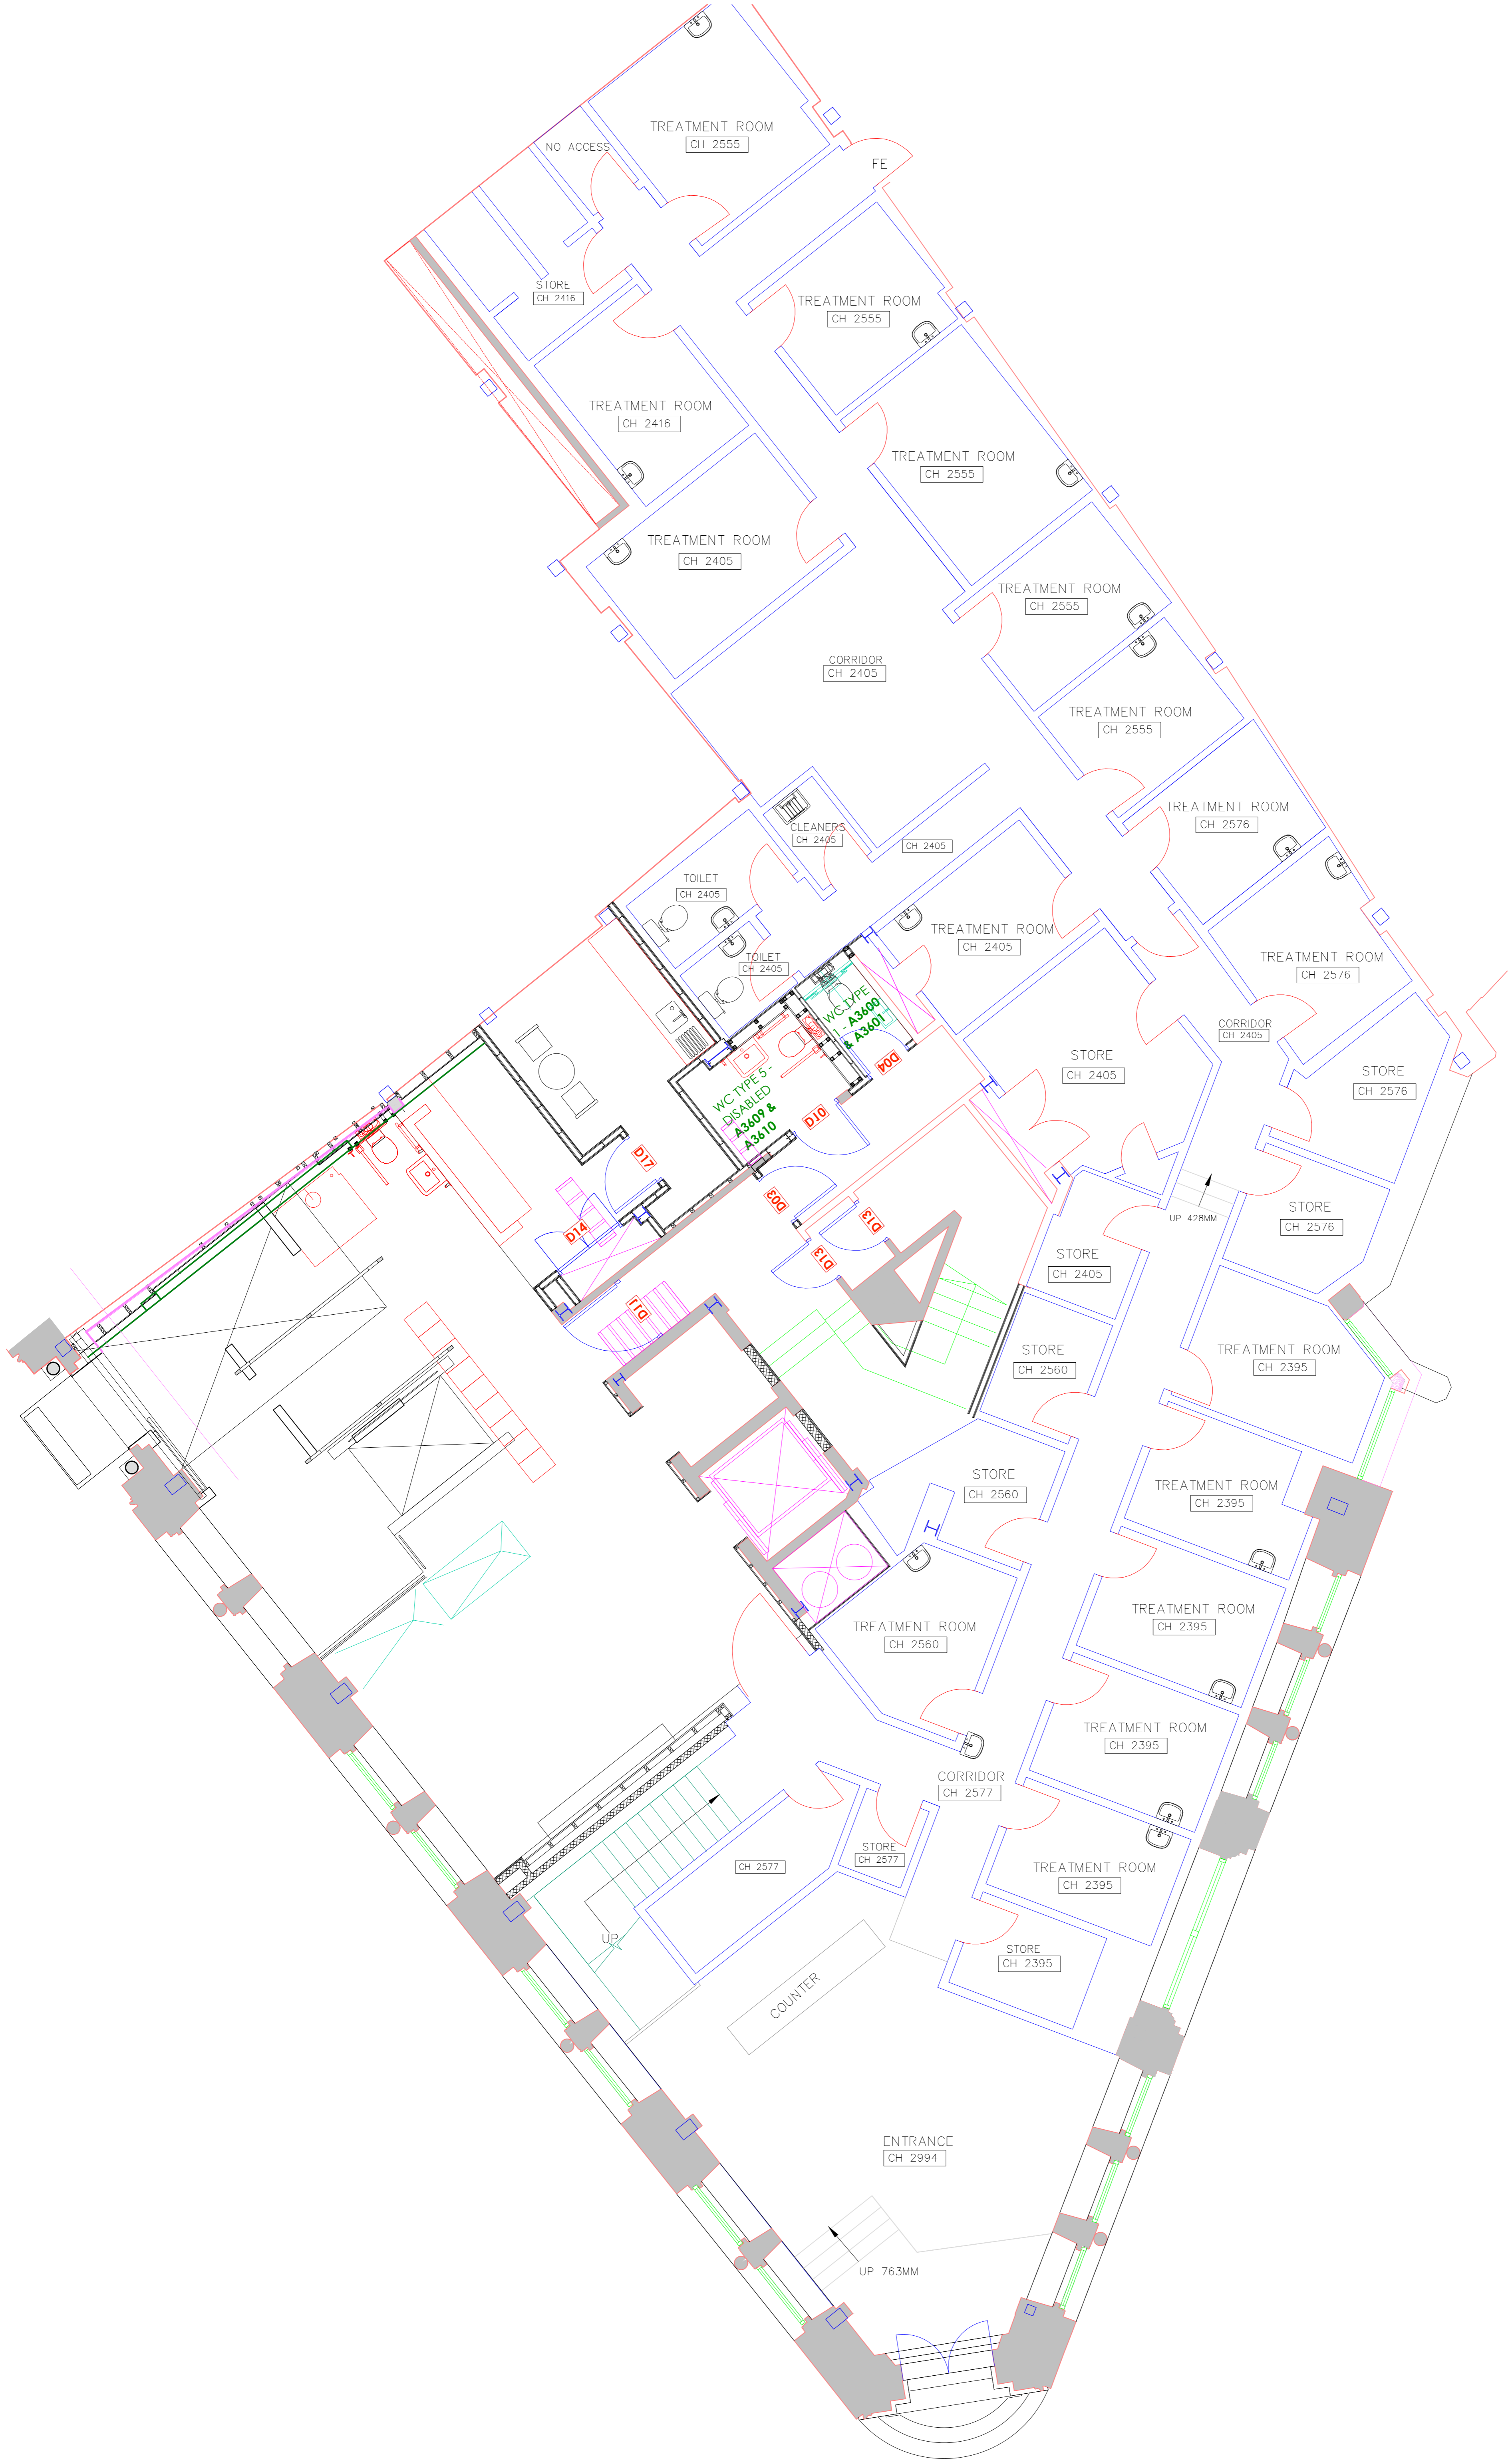 TREATMENT ROOM
CH 2555
NO ACCESS
FE
STORE
CH 2416
TREATMENT ROOM
CH 2555
TREATMENT ROOM
CH 2416
TREATMENT ROOM
CH 2555
TREATMENT ROOM
CH 2405
TREATMENT ROOM
CH 2555
CORRIDOR
CH 2405
TREATMENT ROOM
CH 2555
TREATMENT ROOM
CH 2576
CLEANERS
CH 2405
CH 2405
TOILET
CH 2405
TREATMENT ROOM
CH 2405
TOILET
CH 2405
TREATMENT ROOM
CH 2576
WC TYPE
1 - A3600
& A3601
D04
CORRIDOR
CH 2405
STORE
CH 2405
STORE
CH 2576
WC TYPE 5 -
DISABLED
A3609 &
A3610
D10
D17
D03
D14
D13
D13
UP 428MM
STORE
CH 2576
STORE
CH 2405
D11
STORE
CH 2560
TREATMENT ROOM
CH 2395
STORE
CH 2560
TREATMENT ROOM
CH 2395
TREATMENT ROOM
CH 2560
TREATMENT ROOM
CH 2395
TREATMENT ROOM
CH 2395
CORRIDOR
CH 2577
STORE
CH 2577
CH 2577
TREATMENT ROOM
CH 2395
UP
STORE
CH 2395
COUNTER
ENTRANCE
CH 2994
UP 763MM